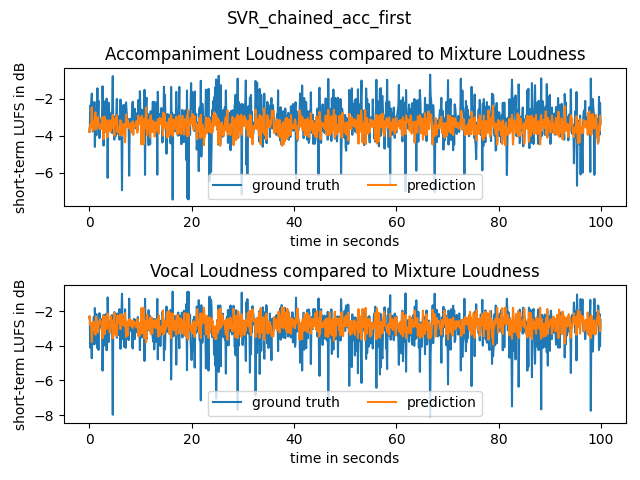 SVR_chained_acc_first
Accompaniment Loudness compared to Mixture Loudness
short-term LUFS in dB
−2
−4
−6
ground truth
prediction
0 20 40 60 80 100
time in seconds
Vocal Loudness compared to Mixture Loudness
short-term LUFS in dB
−2
−4
−6
−8
ground truth
prediction
0 20 40 60 80 100
time in seconds